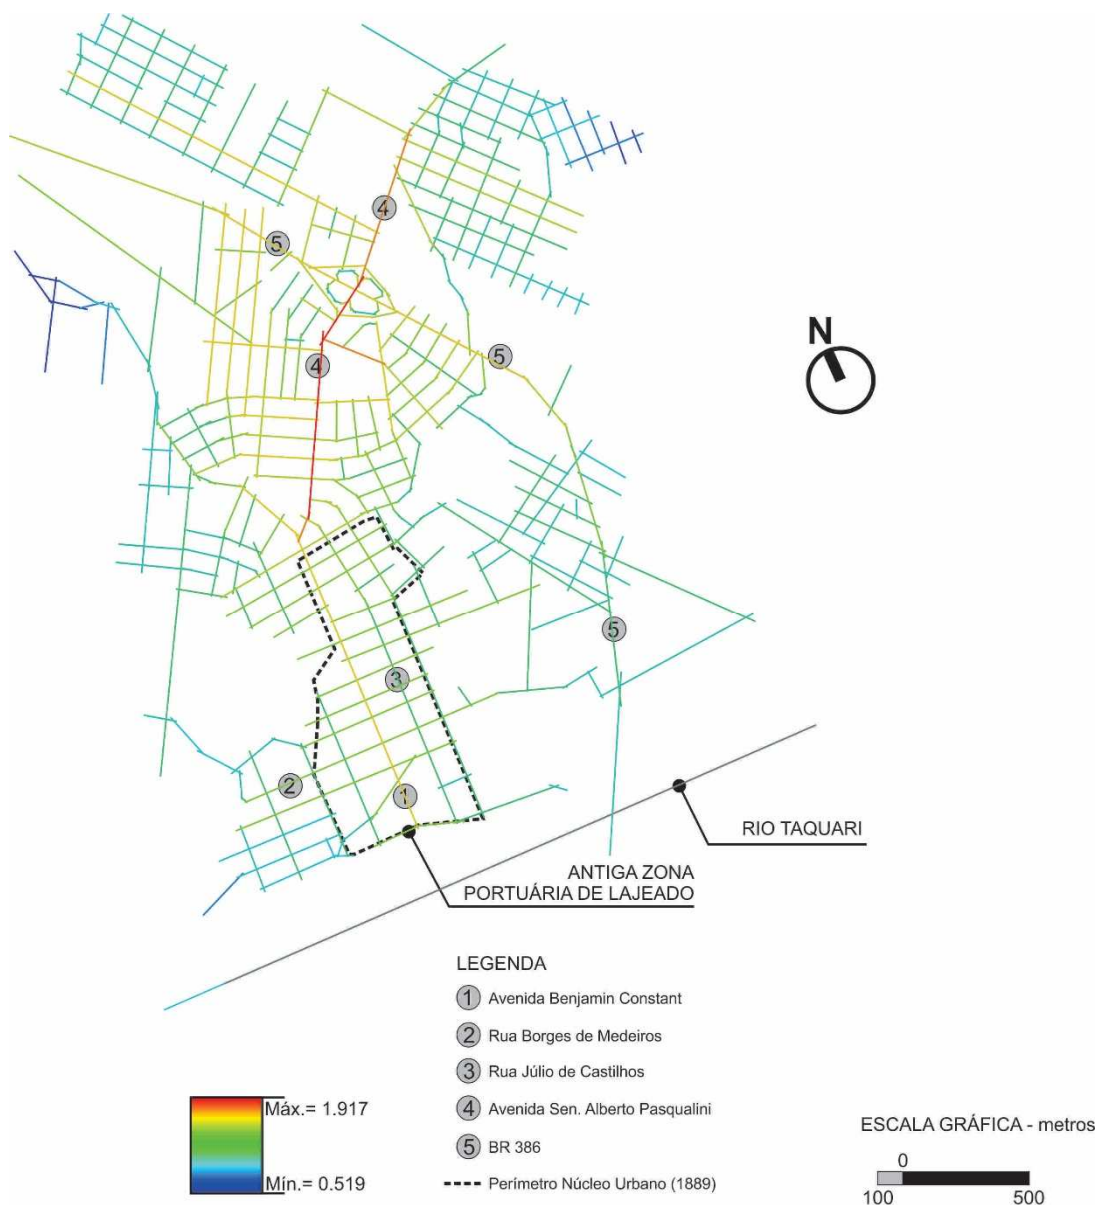 4
5
N
5
4
5
3
2
1
RIO TAQUARI
ANTIGA ZONA
PORTUÁRIA DE LAJEADO
LEGENDA
1 Avenida Benjamin Constant
2 Rua Borges de Medeiros
3 Rua Júlio de Castilhos
4 Avenida Sen. Alberto Pasqualini
5 BR 386
Perímetro Núcleo Urbano (1889)
Máx.= 1.917
Mín.= 0.519
ESCALA GRÁFICA - metros
0
100 500